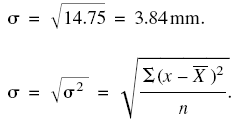 σ = √14.75 = 3.84 mm.
σ = √σ² = √(Σ(x − X̄)² / n).